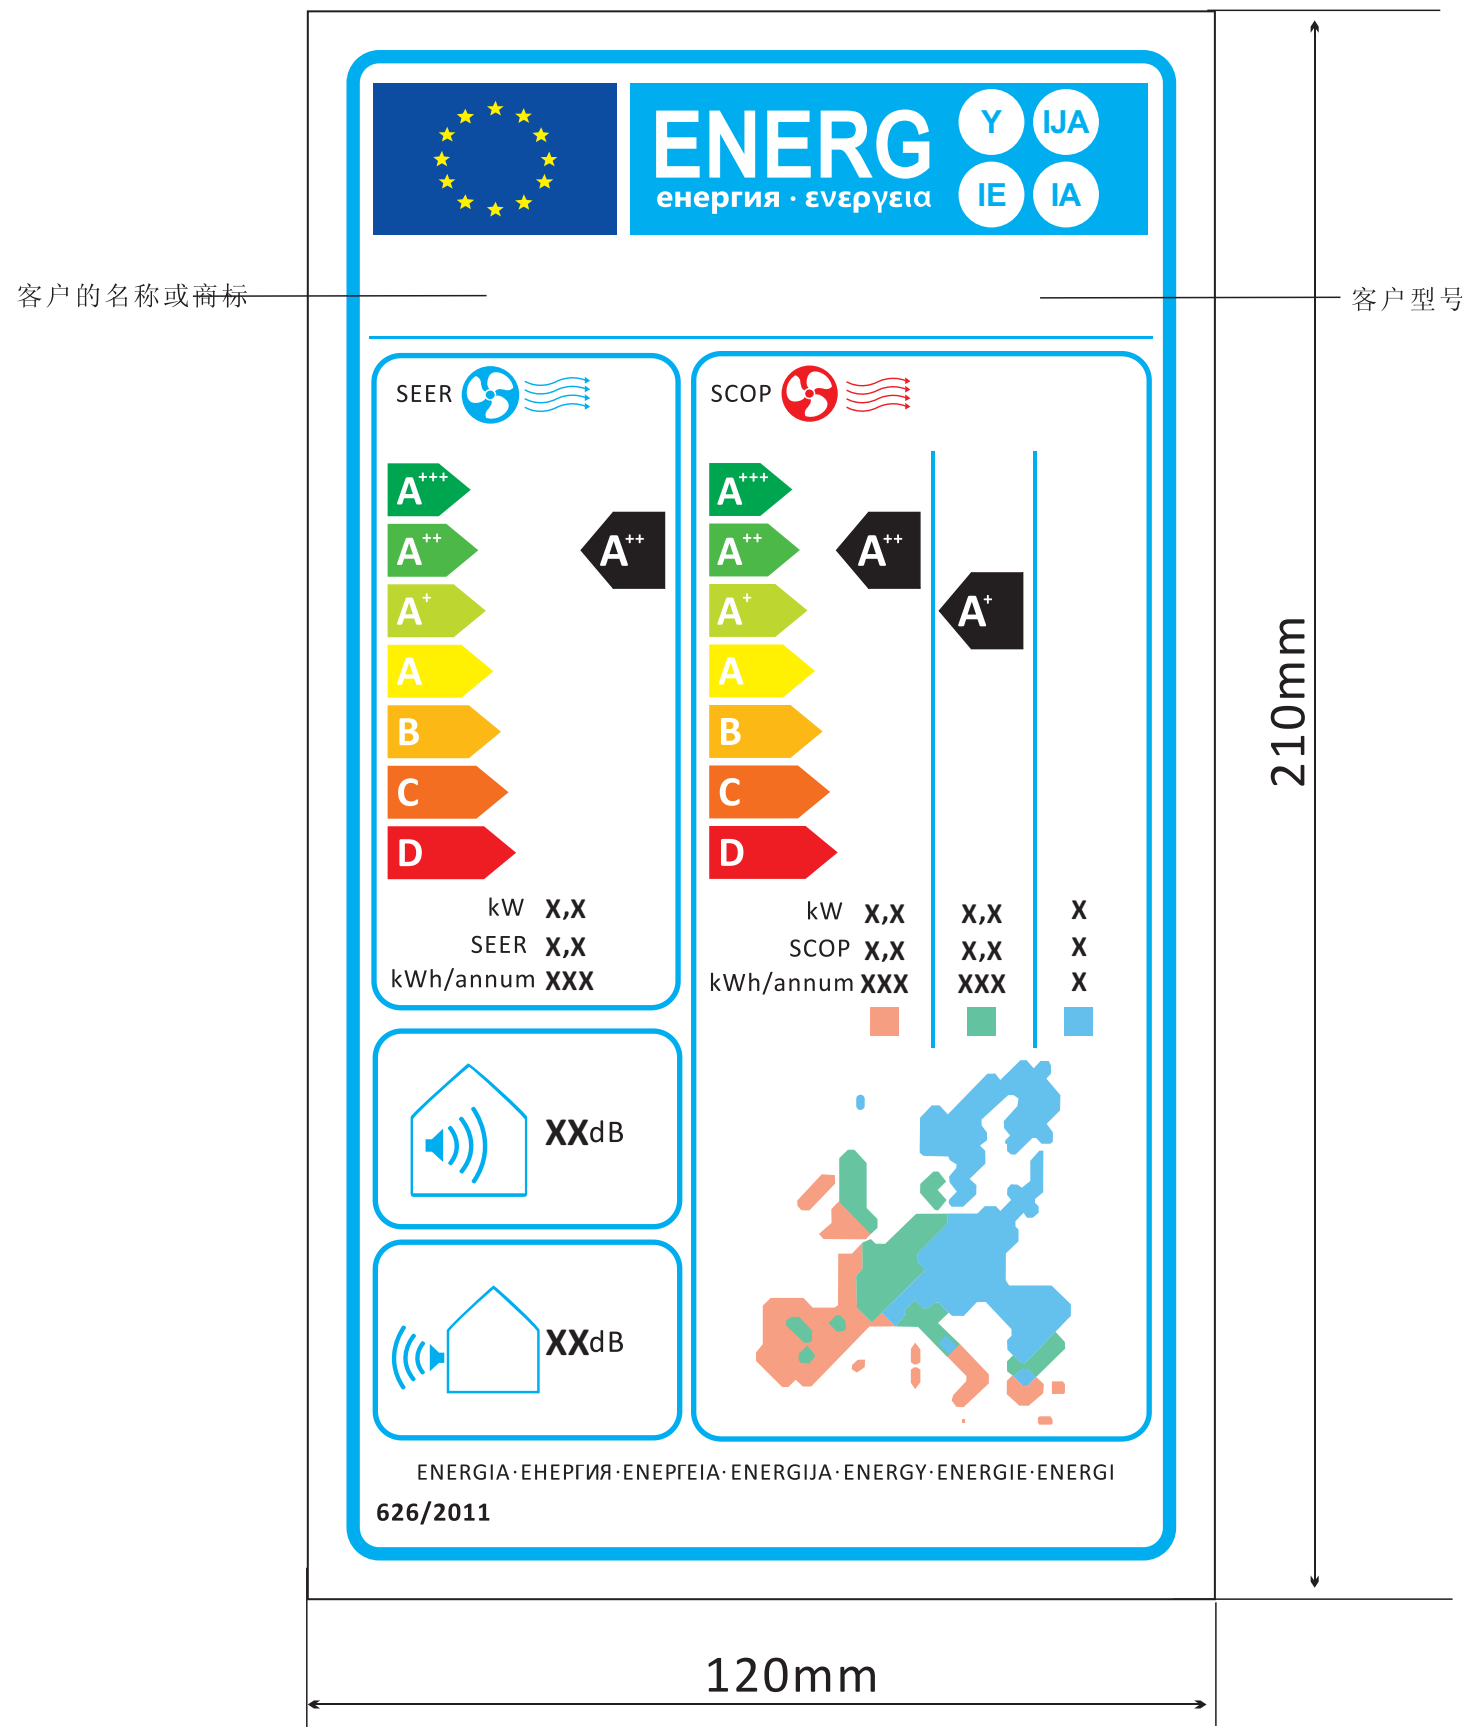 ENERG
енергия · ενεργεια
Y
IJA
IE
IA
客户的名称或商标
客户型号
SEER
A+++
A++
A+
A
B
C
D
A++
kW X,X
SEER X,X
kWh/annum XXX
SCOP
A+++
A++
A+
A
B
C
D
A++
A+
kW X,X X,X X
SCOP X,X X,X X
kWh/annum XXX XXX X
XXdB
XXdB
ENERGIA·ЕНЕРГИЯ·ΕΝΕΡΓΕΙΑ·ENERGIJA·ENERGY·ENERGIE·ENERGI
626/2011
210mm
120mm